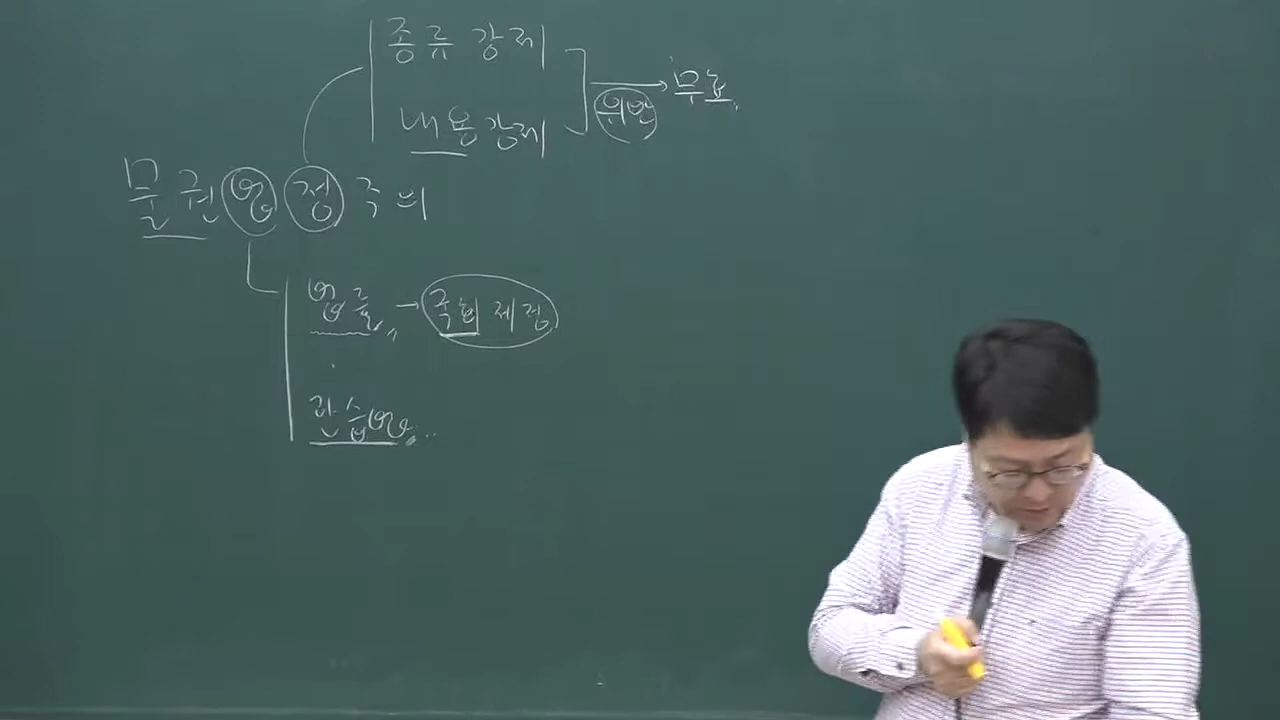 종류 강제
내용 강제
위반 → 무효
물권 법 정 주의
법률 → 국회 제정
관습법